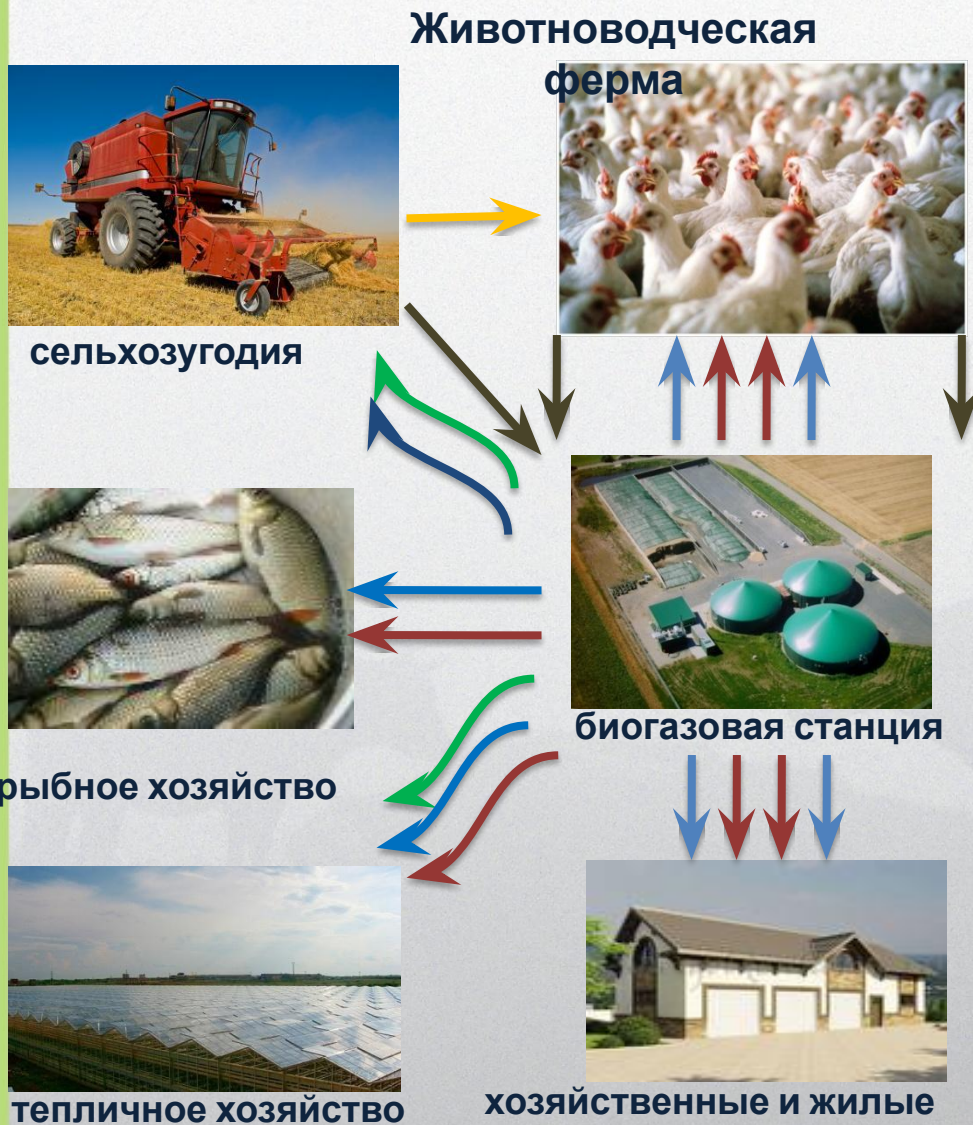 Животноводческая
ферма
сельхозугодия
биогазовая станция
рыбное хозяйство
тепличное хозяйство
хозяйственные и жилые